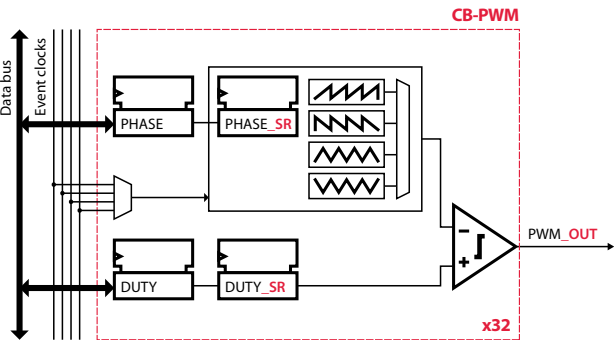 CB-PWM
Data bus
Event clocks
PHASE
PHASE_SR
PWM_OUT
DUTY
DUTY_SR
x32